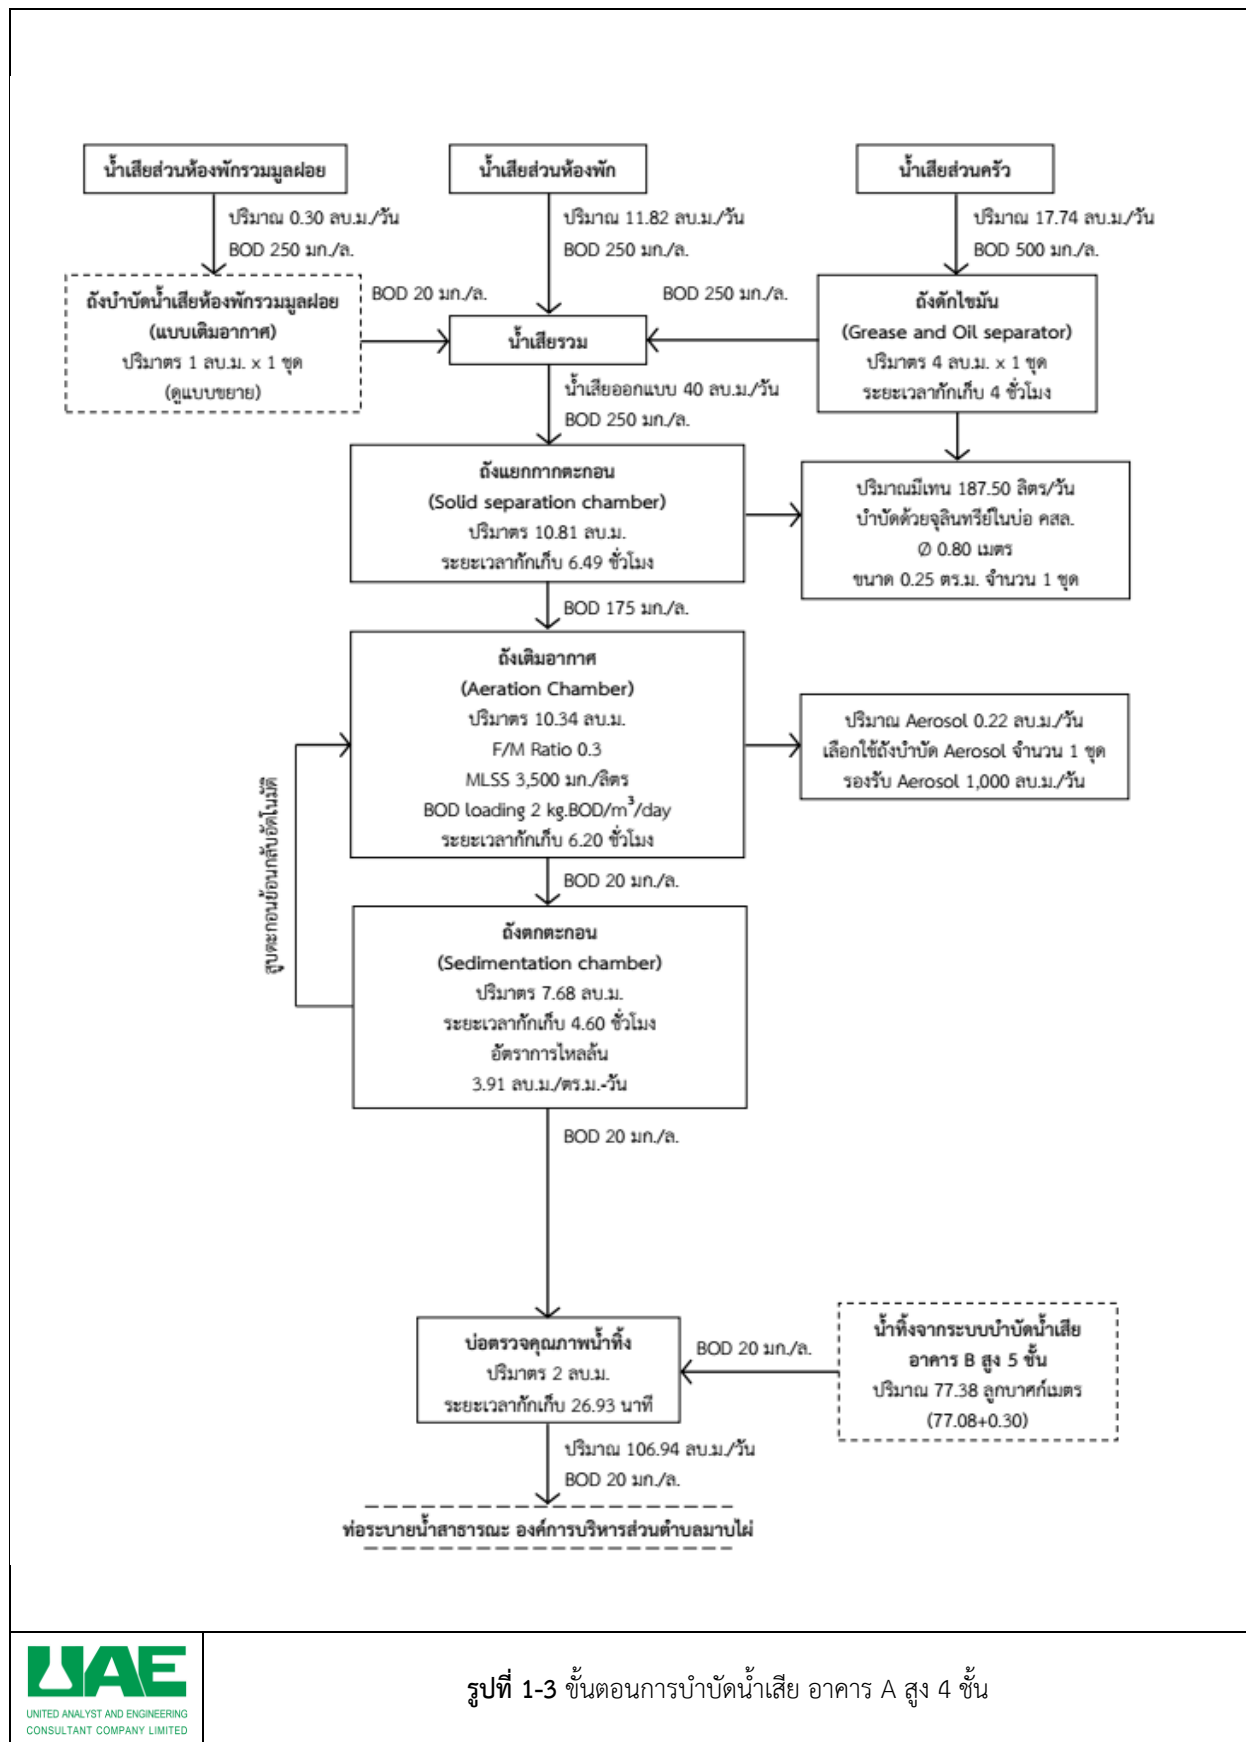 น้ำเสียส่วนห้องพักรวมมูลฝอย
น้ำเสียส่วนห้องพัก
น้ำเสียส่วนครัว
ปริมาณ 0.30 ลบ.ม./วัน
BOD 250 มก./ล.
ปริมาณ 11.82 ลบ.ม./วัน
BOD 250 มก./ล.
ปริมาณ 17.74 ลบ.ม./วัน
BOD 500 มก./ล.
ถังบำบัดน้ำเสียห้องพักรวมมูลฝอย
(แบบเติมอากาศ)
ปริมาตร 1 ลบ.ม. x 1 ชุด
(ดูแบบขยาย)
BOD 20 มก./ล.
น้ำเสียรวม
BOD 250 มก./ล.
ถังดักไขมัน
(Grease and Oil separator)
ปริมาตร 4 ลบ.ม. x 1 ชุด
ระยะเวลากักเก็บ 4 ชั่วโมง
น้ำเสียออกแบบ 40 ลบ.ม./วัน
BOD 250 มก./ล.
ถังแยกกากตะกอน
(Solid separation chamber)
ปริมาตร 10.81 ลบ.ม.
ระยะเวลากักเก็บ 6.49 ชั่วโมง
ปริมาณมีเทน 187.50 ลิตร/วัน
บำบัดด้วยจุลินทรีย์ในบ่อ คสล.
Ø 0.80 เมตร
ขนาด 0.25 ตร.ม. จำนวน 1 ชุด
BOD 175 มก./ล.
ถังเติมอากาศ
(Aeration Chamber)
ปริมาตร 10.34 ลบ.ม.
F/M Ratio 0.3
MLSS 3,500 มก./ลิตร
BOD loading 2 kg.BOD/m³/day
ระยะเวลากักเก็บ 6.20 ชั่วโมง
ปริมาณ Aerosol 0.22 ลบ.ม./วัน
เลือกใช้ถังบำบัด Aerosol จำนวน 1 ชุด
รองรับ Aerosol 1,000 ลบ.ม./วัน
สูบตะกอนย้อนกลับอัตโนมัติ
BOD 20 มก./ล.
ถังตกตะกอน
(Sedimentation chamber)
ปริมาตร 7.68 ลบ.ม.
ระยะเวลากักเก็บ 4.60 ชั่วโมง
อัตราการไหลล้น
3.91 ลบ.ม./ตร.ม.-วัน
BOD 20 มก./ล.
บ่อตรวจคุณภาพน้ำทิ้ง
ปริมาตร 2 ลบ.ม.
ระยะเวลากักเก็บ 26.93 นาที
BOD 20 มก./ล.
น้ำทิ้งจากระบบบำบัดน้ำเสีย
อาคาร B สูง 5 ชั้น
ปริมาณ 77.38 ลูกบาศก์เมตร
(77.08+0.30)
ปริมาณ 106.94 ลบ.ม./วัน
BOD 20 มก./ล.
ท่อระบายน้ำสาธารณะ องค์การบริหารส่วนตำบลมาบไผ่
UAE
UNITED ANALYST AND ENGINEERING
CONSULTANT COMPANY LIMITED
รูปที่ 1-3 ขั้นตอนการบำบัดน้ำเสีย อาคาร A สูง 4 ชั้น